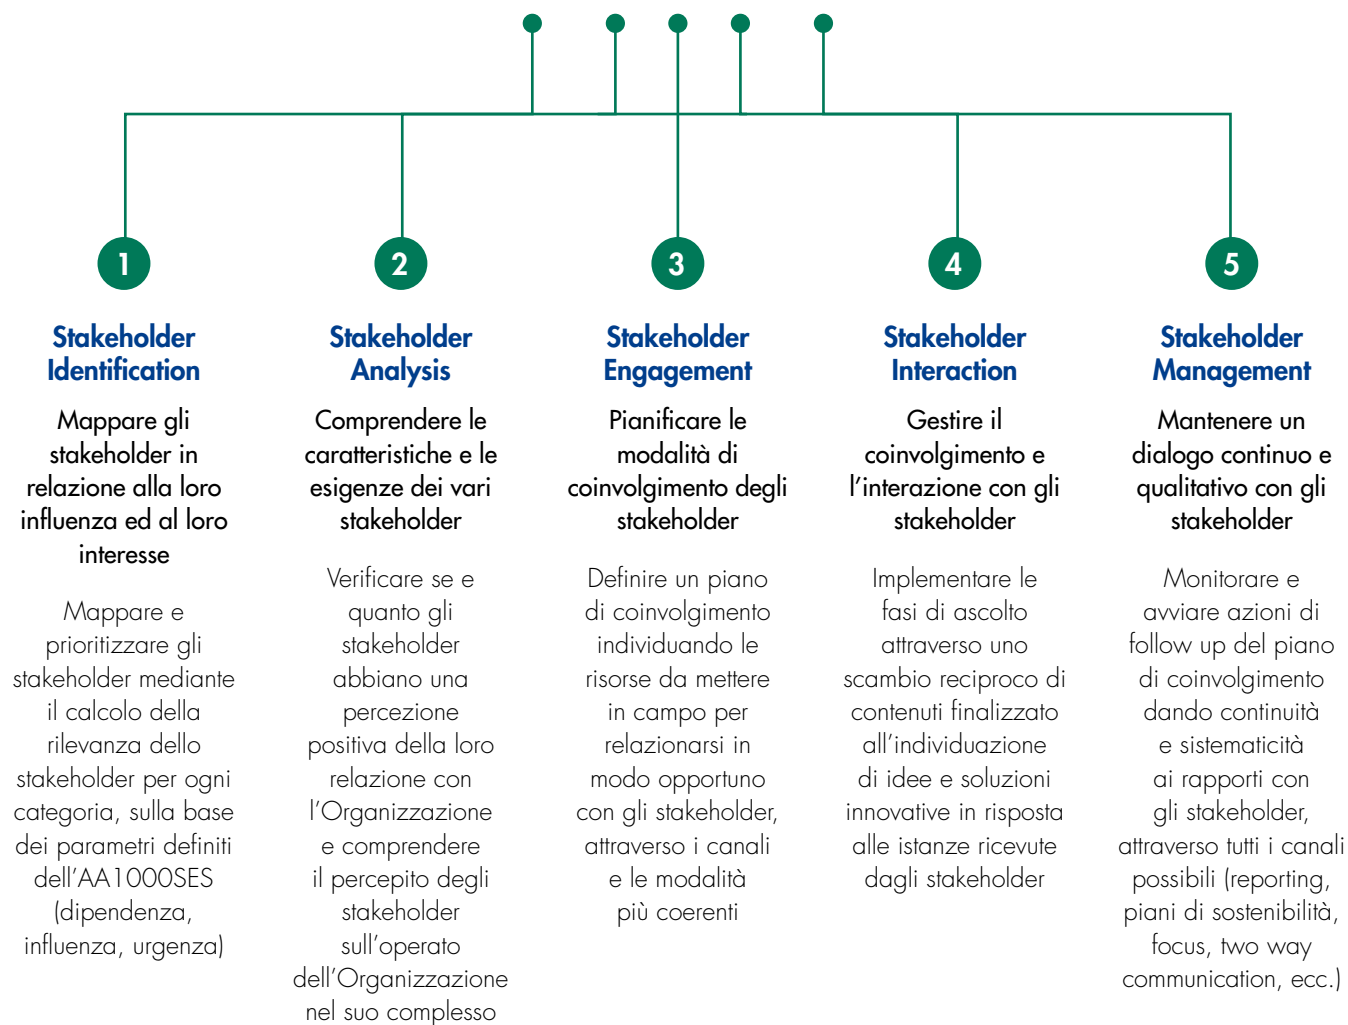 1
Stakeholder
Identification
Mappare gli
stakeholder in
relazione alla loro
influenza ed al loro
interesse
Mappare e
prioritizzare gli
stakeholder mediante
il calcolo della
rilevanza dello
stakeholder per ogni
categoria, sulla base
dei parametri definiti
dell'AA1000SES
(dipendenza,
influenza, urgenza)
2
Stakeholder
Analysis
Comprendere le
caratteristiche e le
esigenze dei vari
stakeholder
Verificare se e
quanto gli
stakeholder
abbiano una
percezione
positiva della loro
relazione con
l'Organizzazione
e comprendere
il percepito degli
stakeholder
sull'operato
dell'Organizzazione
nel suo complesso
3
Stakeholder
Engagement
Pianificare le
modalità di
coinvolgimento degli
stakeholder
Definire un piano
di coinvolgimento
individuando le
risorse da mettere
in campo per
relazionarsi in
modo opportuno
con gli stakeholder,
attraverso i canali
e le modalità
più coerenti
4
Stakeholder
Interaction
Gestire il
coinvolgimento e
l'interazione con gli
stakeholder
Implementare le
fasi di ascolto
attraverso uno
scambio reciproco di
contenuti finalizzato
all'individuazione
di idee e soluzioni
innovative in risposta
alle istanze ricevute
dagli stakeholder
5
Stakeholder
Management
Mantenere un
dialogo continuo e
qualitativo con gli
stakeholder
Monitorare e
avviare azioni di
follow up del piano
di coinvolgimento
dando continuità
e sistematicità
ai rapporti con
gli stakeholder,
attraverso tutti i canali
possibili (reporting,
piani di sostenibilità,
focus, two way
communication, ecc.)